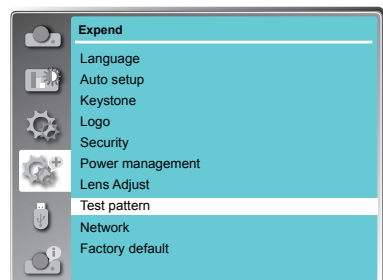 Expend
Language
Auto setup
Keystone
Logo
Security
Power management
Lens Adjust
Test pattern
Network
Factory default